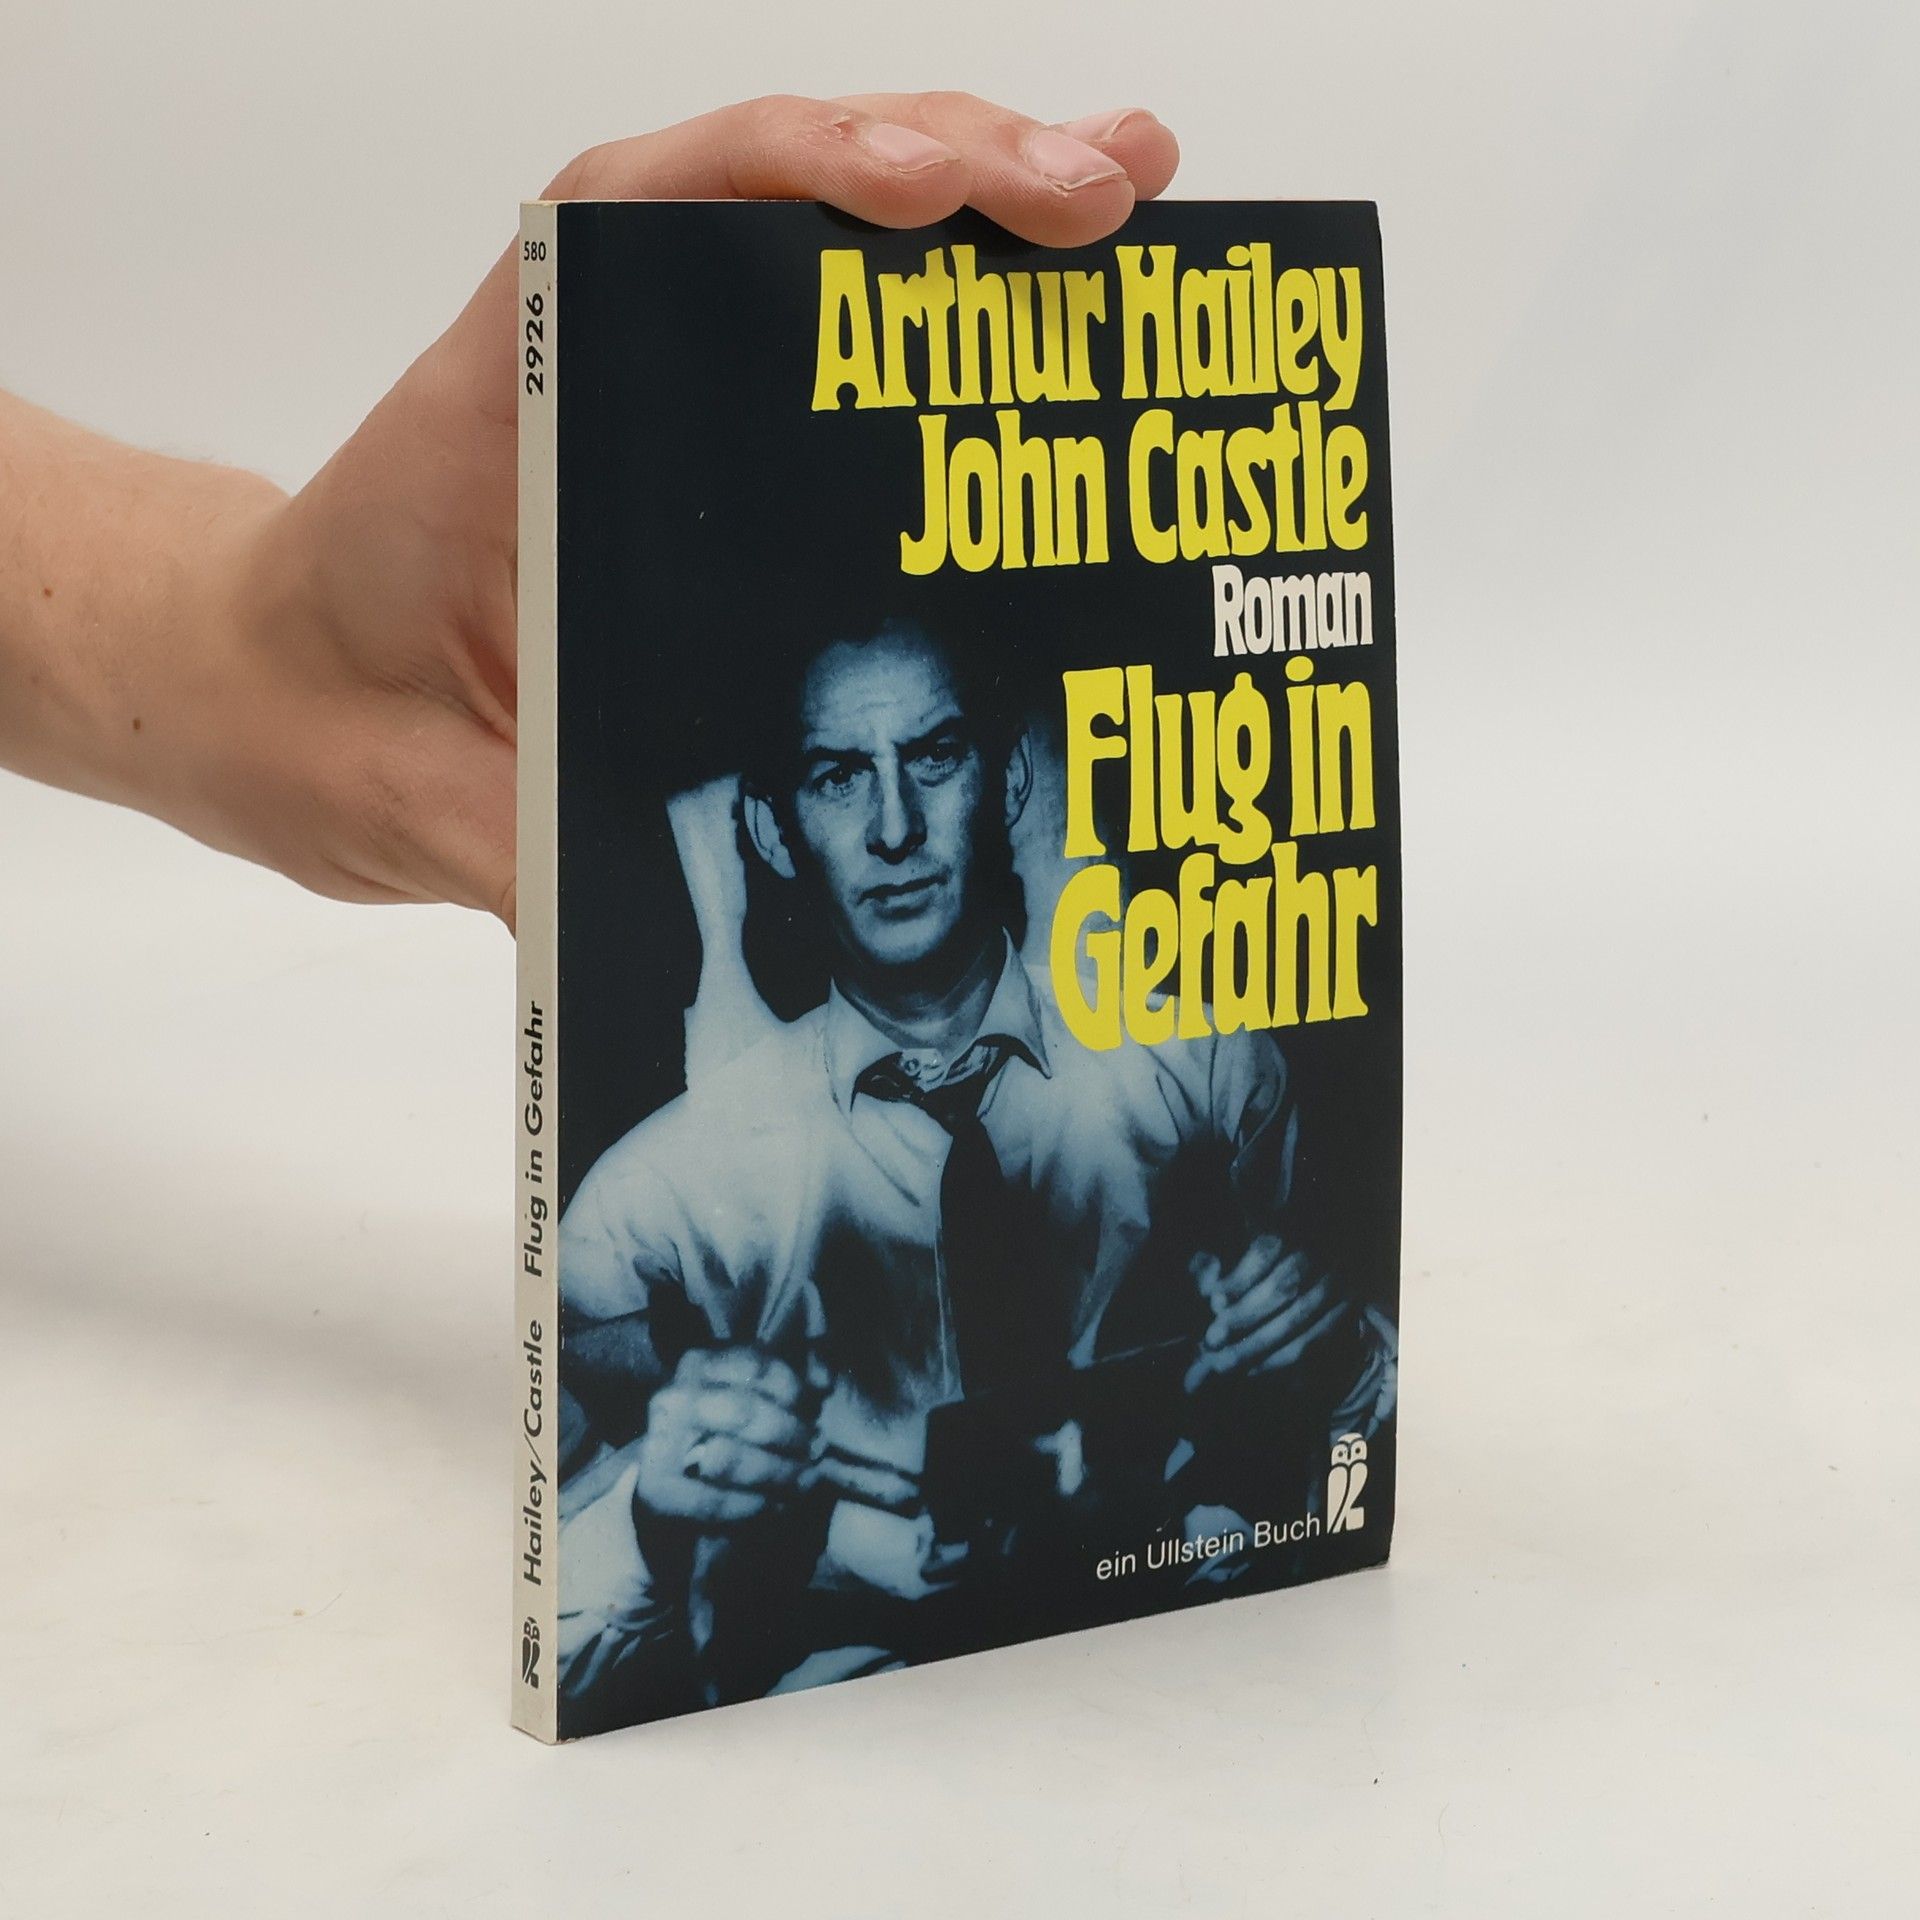 580
2926
Hailey/Castle Flug in Gefahr
Arthur Hailey
John Castle
Roman
Flug in
Gefahr
ein Ullstein Buch